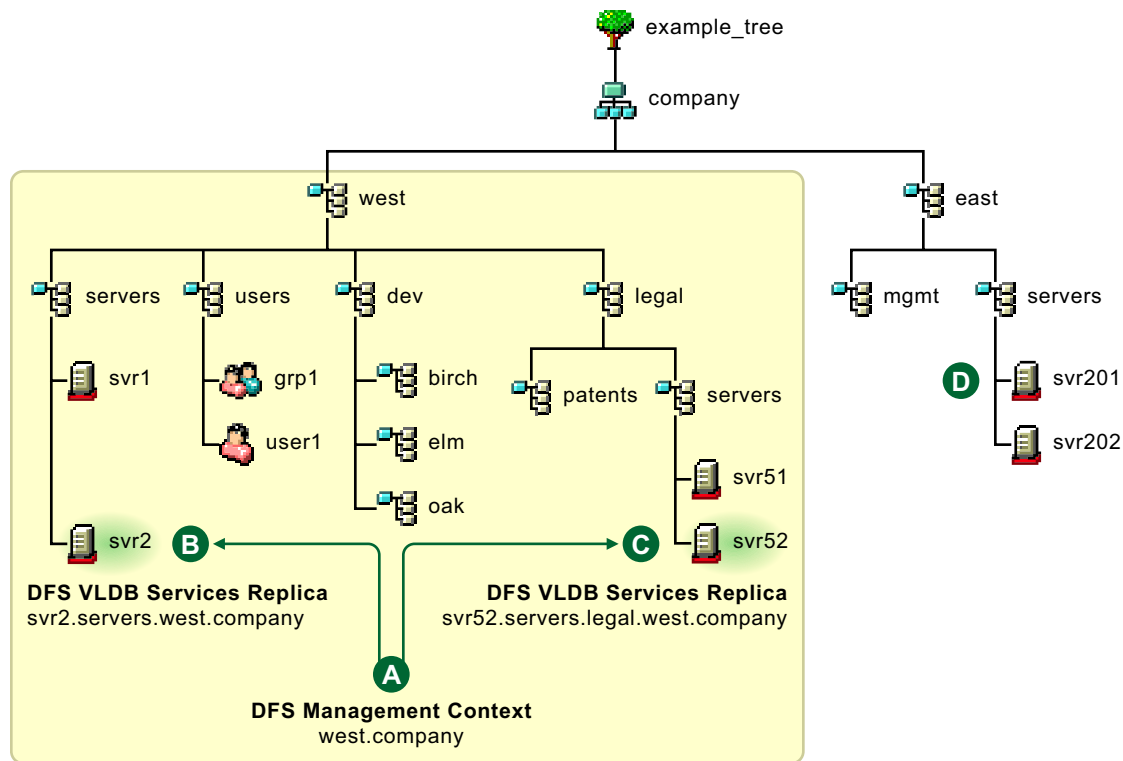 example_tree
company
west
east
servers
users
dev
legal
mgmt
servers
svr1
grp1
birch
patents
servers
D
svr201
user1
elm
svr202
svr51
oak
svr2
B
C
svr52
DFS VLDB Services Replica
svr2.servers.west.company
DFS VLDB Services Replica
svr52.servers.legal.west.company
A
DFS Management Context
west.company